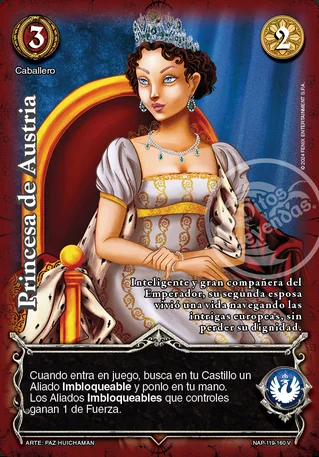 3
2
Caballero
Princesa de Austria
© 2024 FENIX ENTERTAINMENT S.P.A.
Inteligente y gran compañera del
Emperador, su segunda esposa
vivió una vida navegando las
intrigas europeas, sin
perder su dignidad.
Cuando entra en juego, busca en tu Castillo un
Aliado Imbloqueable y ponlo en tu mano.
Los Aliados Imbloqueables que controles
ganan 1 de Fuerza.
ARTE: PAZ HUICHAMAN
NAP-119-160 V